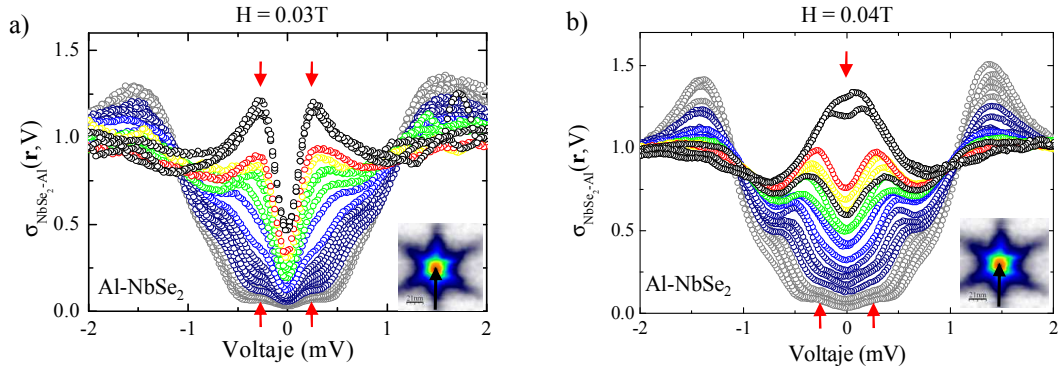 a)
H = 0.03T
1.5
1.0
0.5
0.0
σNbSe2-Al(r,V)
Al-NbSe2
-2
-1
0
1
2
Voltaje (mV)
b)
H = 0.04T
1.5
1.0
0.5
0.0
σNbSe2-Al(r,V)
Al-NbSe2
-2
-1
0
1
2
Voltaje (mV)